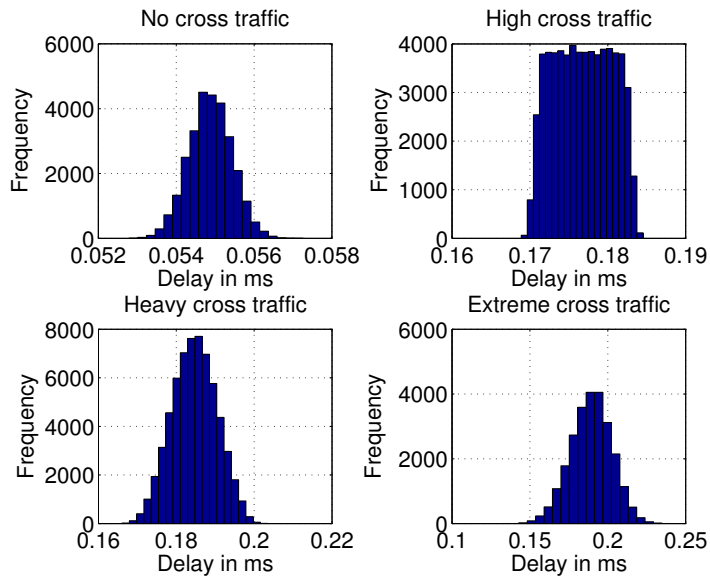 No cross traffic
6000
4000
2000
0
Frequency
0.052 0.054 0.056 0.058
Delay in ms
High cross traffic
4000
3000
2000
1000
0
Frequency
0.16 0.17 0.18 0.19
Delay in ms
Heavy cross traffic
8000
6000
4000
2000
0
Frequency
0.16 0.18 0.2 0.22
Delay in ms
Extreme cross traffic
6000
4000
2000
0
Frequency
0.1 0.15 0.2 0.25
Delay in ms